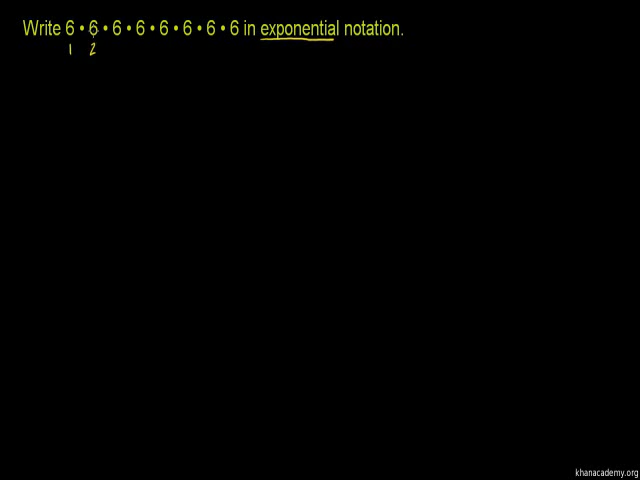 Write 6 • 6 • 6 • 6 • 6 • 6 • 6 • 6 in exponential notation.
1 2
khanacademy.org